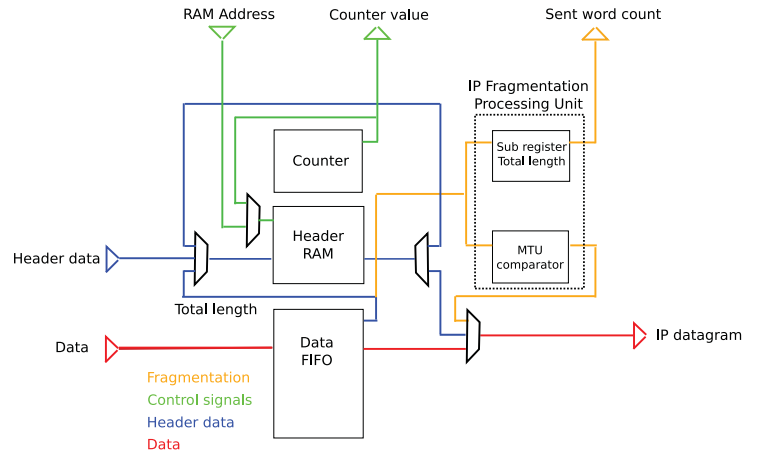 RAM Address
Counter value
Sent word count
IP Fragmentation
Processing Unit
Counter
Sub register
Total length
Header
RAM
MTU
comparator
Header data
Total length
Data
Data
FIFO
IP datagram
Fragmentation
Control signals
Header data
Data